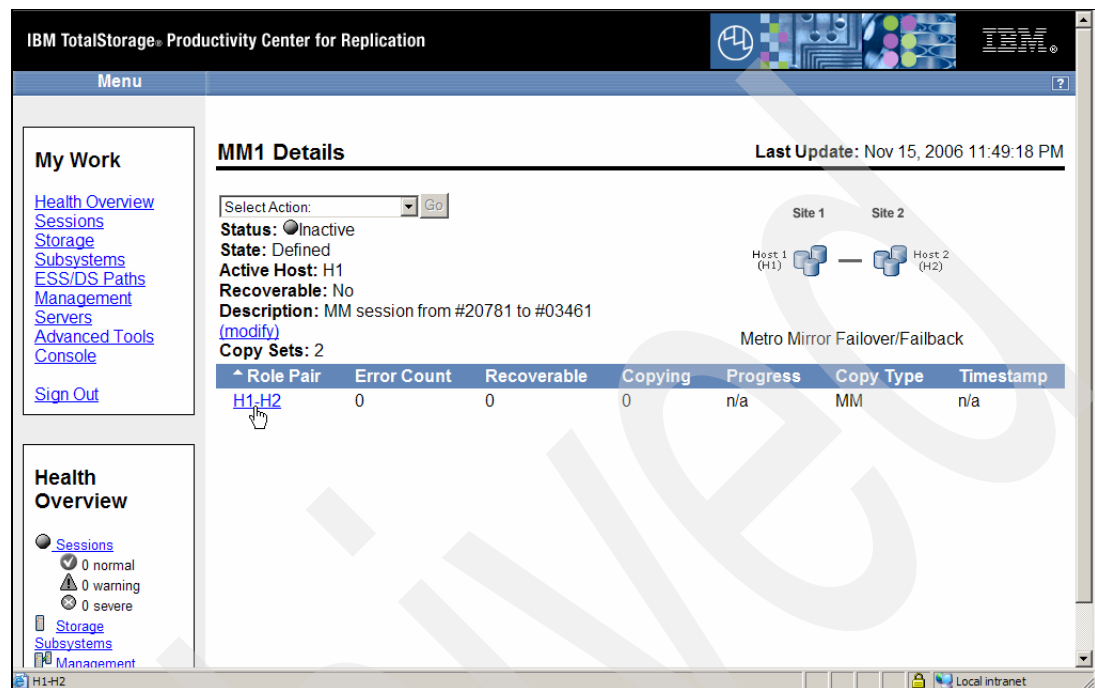 IBM TotalStorage® Productivity Center for Replication
IBM®
Menu
?
My Work
Health Overview
Sessions
Storage
Subsystems
ESS/DS Paths
Management
Servers
Advanced Tools
Console
Sign Out
Health
Overview
Sessions
0 normal
0 warning
0 severe
Storage
Subsystems
Management
MM1 Details
Last Update: Nov 15, 2006 11:49:18 PM
Select Action:
Go
Status: Inactive
State: Defined
Active Host: H1
Recoverable: No
Description: MM session from #20781 to #03461
(modify)
Copy Sets: 2
Site 1 Site 2
Host 1
(H1)
Host 2
(H2)
Metro Mirror Failover/Failback
Role Pair Error Count Recoverable Copying Progress Copy Type Timestamp
H1-H2 0 0 0 n/a MM n/a
H1-H2
Local intranet